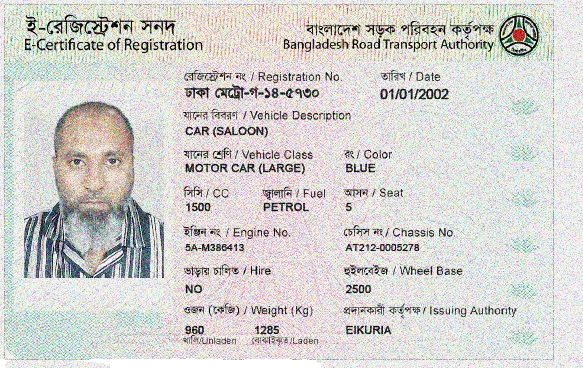 ই-রেজিস্ট্রেশন সনদ
E-Certificate of Registration
বাংলাদেশ সড়ক পরিবহন কর্তৃপক্ষ
Bangladesh Road Transport Authority
রেজিস্ট্রেশন নং / Registration No. তারিখ / Date
ঢাকা মেট্রো-গ-১৪-৫৭৩০ 01/01/2002
যানের বিবরণ / Vehicle Description
CAR (SALOON)
যানের শ্রেণি / Vehicle Class রং / Color
MOTOR CAR (LARGE) BLUE
সিসি / CC জ্বালানি / Fuel আসন / Seat
1500 PETROL 5
ইঞ্জিন নং / Engine No. চেসিস নং / Chassis No.
5A-M386413 AT212-0005278
ভাড়ায় চালিত / Hire হুইলবেইজ / Wheel Base
NO 2500
ওজন (কেজি) / Weight (Kg) প্রদানকারী কর্তৃপক্ষ / Issuing Authority
960 1285 EIKURIA
খালি/Unladen বোঝাইকৃত/Laden